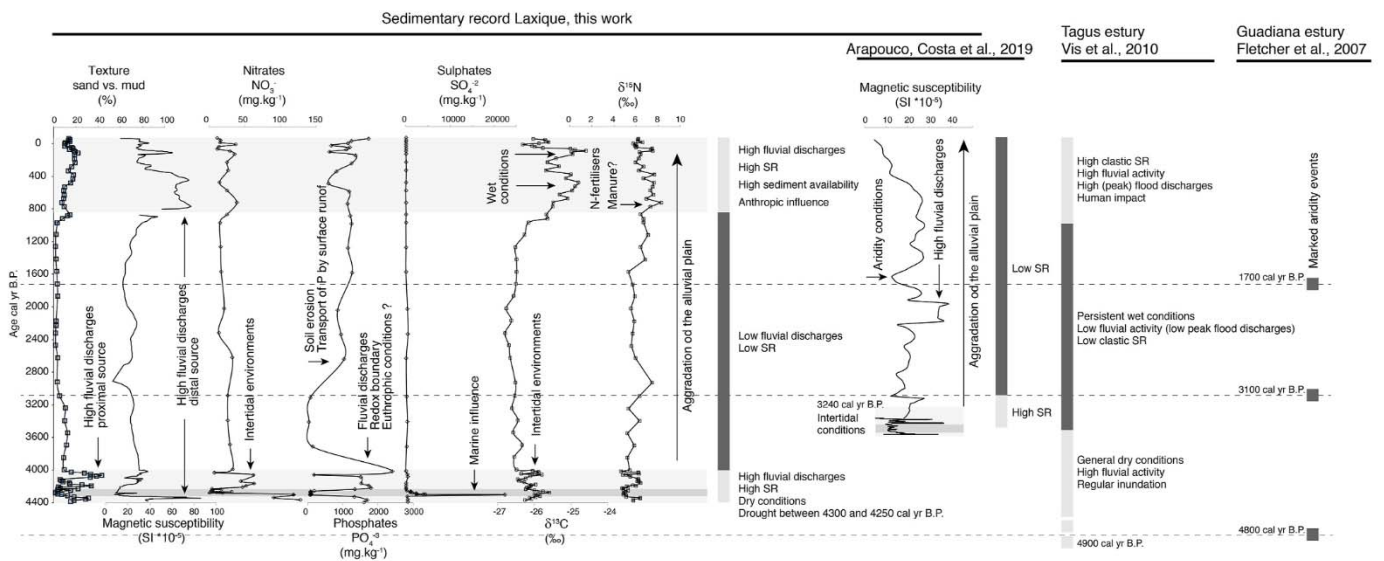 Sedimentary record Laxique, this work
Arapouco, Costa et al., 2019
Tagus estury
Vis et al., 2010
Guadiana estury
Fletcher et al., 2007
Texture
sand vs. mud
(%)
Nitrates
NO3-
(mg.kg-1)
Sulphates
SO4-2
(mg.kg-1)
δ15N
(‰)
Magnetic susceptibility
(SI *10-5)
0 20 40 60 80 100
0 150
0 10000 20000
0 2 4 6 8 10
0 10 20 30 40
Age cal yr B.P.
0
400
800
1200
1600
2000
2400
2800
3200
3600
4000
4400
High fluvial discharges
proximal source
High fluvial discharges
distal source
Intertidal environments
Soil erosion
Transport of P by surface runof
Fluvial discharges
Redox boundary
Euthrophic conditions ?
Marine influence
Wet
conditions
Intertidal environments
N-fertilisers
Manure?
Aggradation od the alluvial plain
High fluvial discharges
High SR
High sediment availability
Anthropic influence
Low fluvial discharges
Low SR
High fluvial discharges
High SR
Dry conditions
Drought between 4300 and 4250 cal yr B.P.
Aridity conditions
High fluvial discharges
Aggradation od the alluvial plain
3240 cal yr B.P.
Intertidal
conditions
Low SR
High SR
High clastic SR
High fluvial activity
High (peak) flood discharges
Human impact
Persistent wet conditions
Low fluvial activity (low peak flood discharges)
Low clastic SR
General dry conditions
High fluvial activity
Regular inundation
4900 cal yr B.P.
Marked aridity events
1700 cal yr B.P.
3100 cal yr B.P.
4800 cal yr B.P.
0 20 40 60 80 100
Magnetic susceptibility
(SI *10-5)
0 1000 2000 3000
Phosphates
PO4-3
(mg.kg-1)
-27 -26 -25 -24
δ13C
(‰)